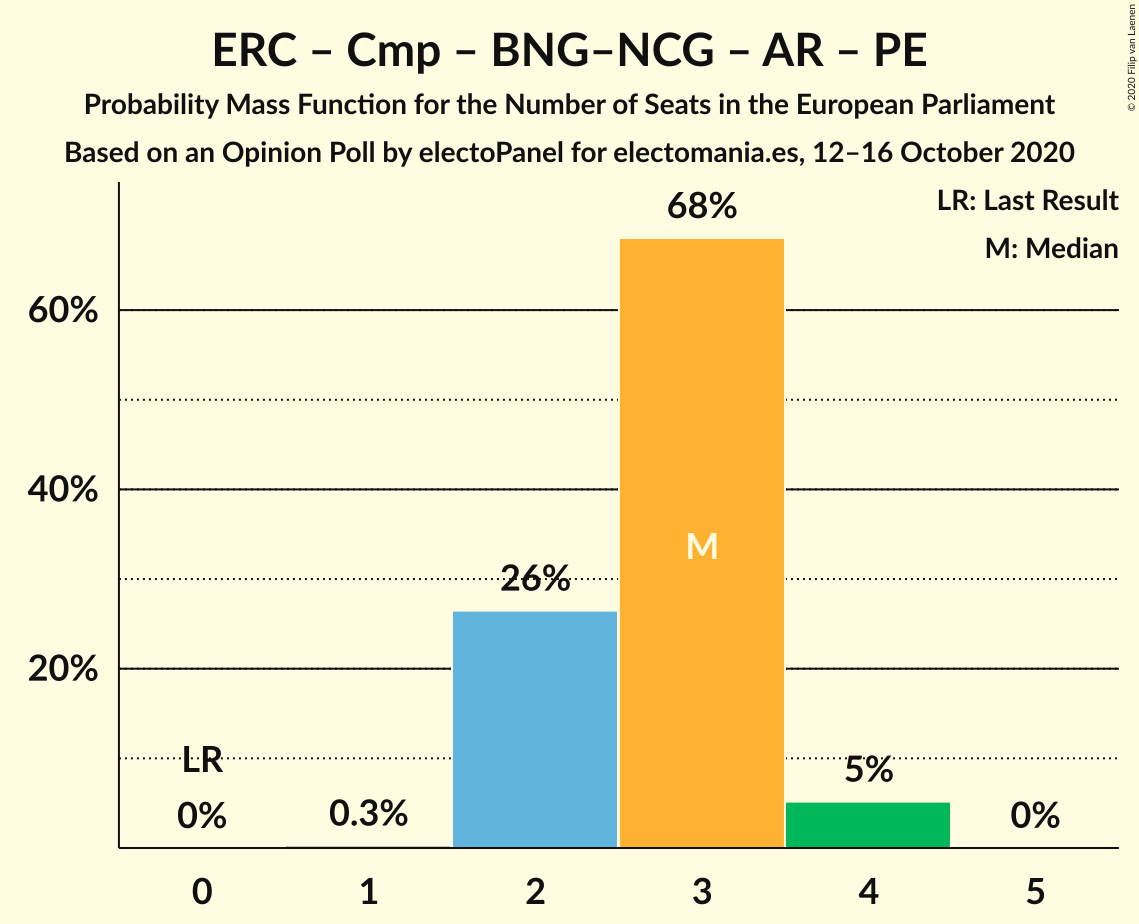 ERC – Cmp – BNG–NCG – AR – PE
Probability Mass Function for the Number of Seats in the European Parliament
Based on an Opinion Poll by electoPanel for electomania.es, 12–16 October 2020
© 2020 Filip van Laenen
LR: Last Result
M: Median
68%
60%
40%
M
26%
20%
LR
5%
0%
0.3%
0%
0 1 2 3 4 5